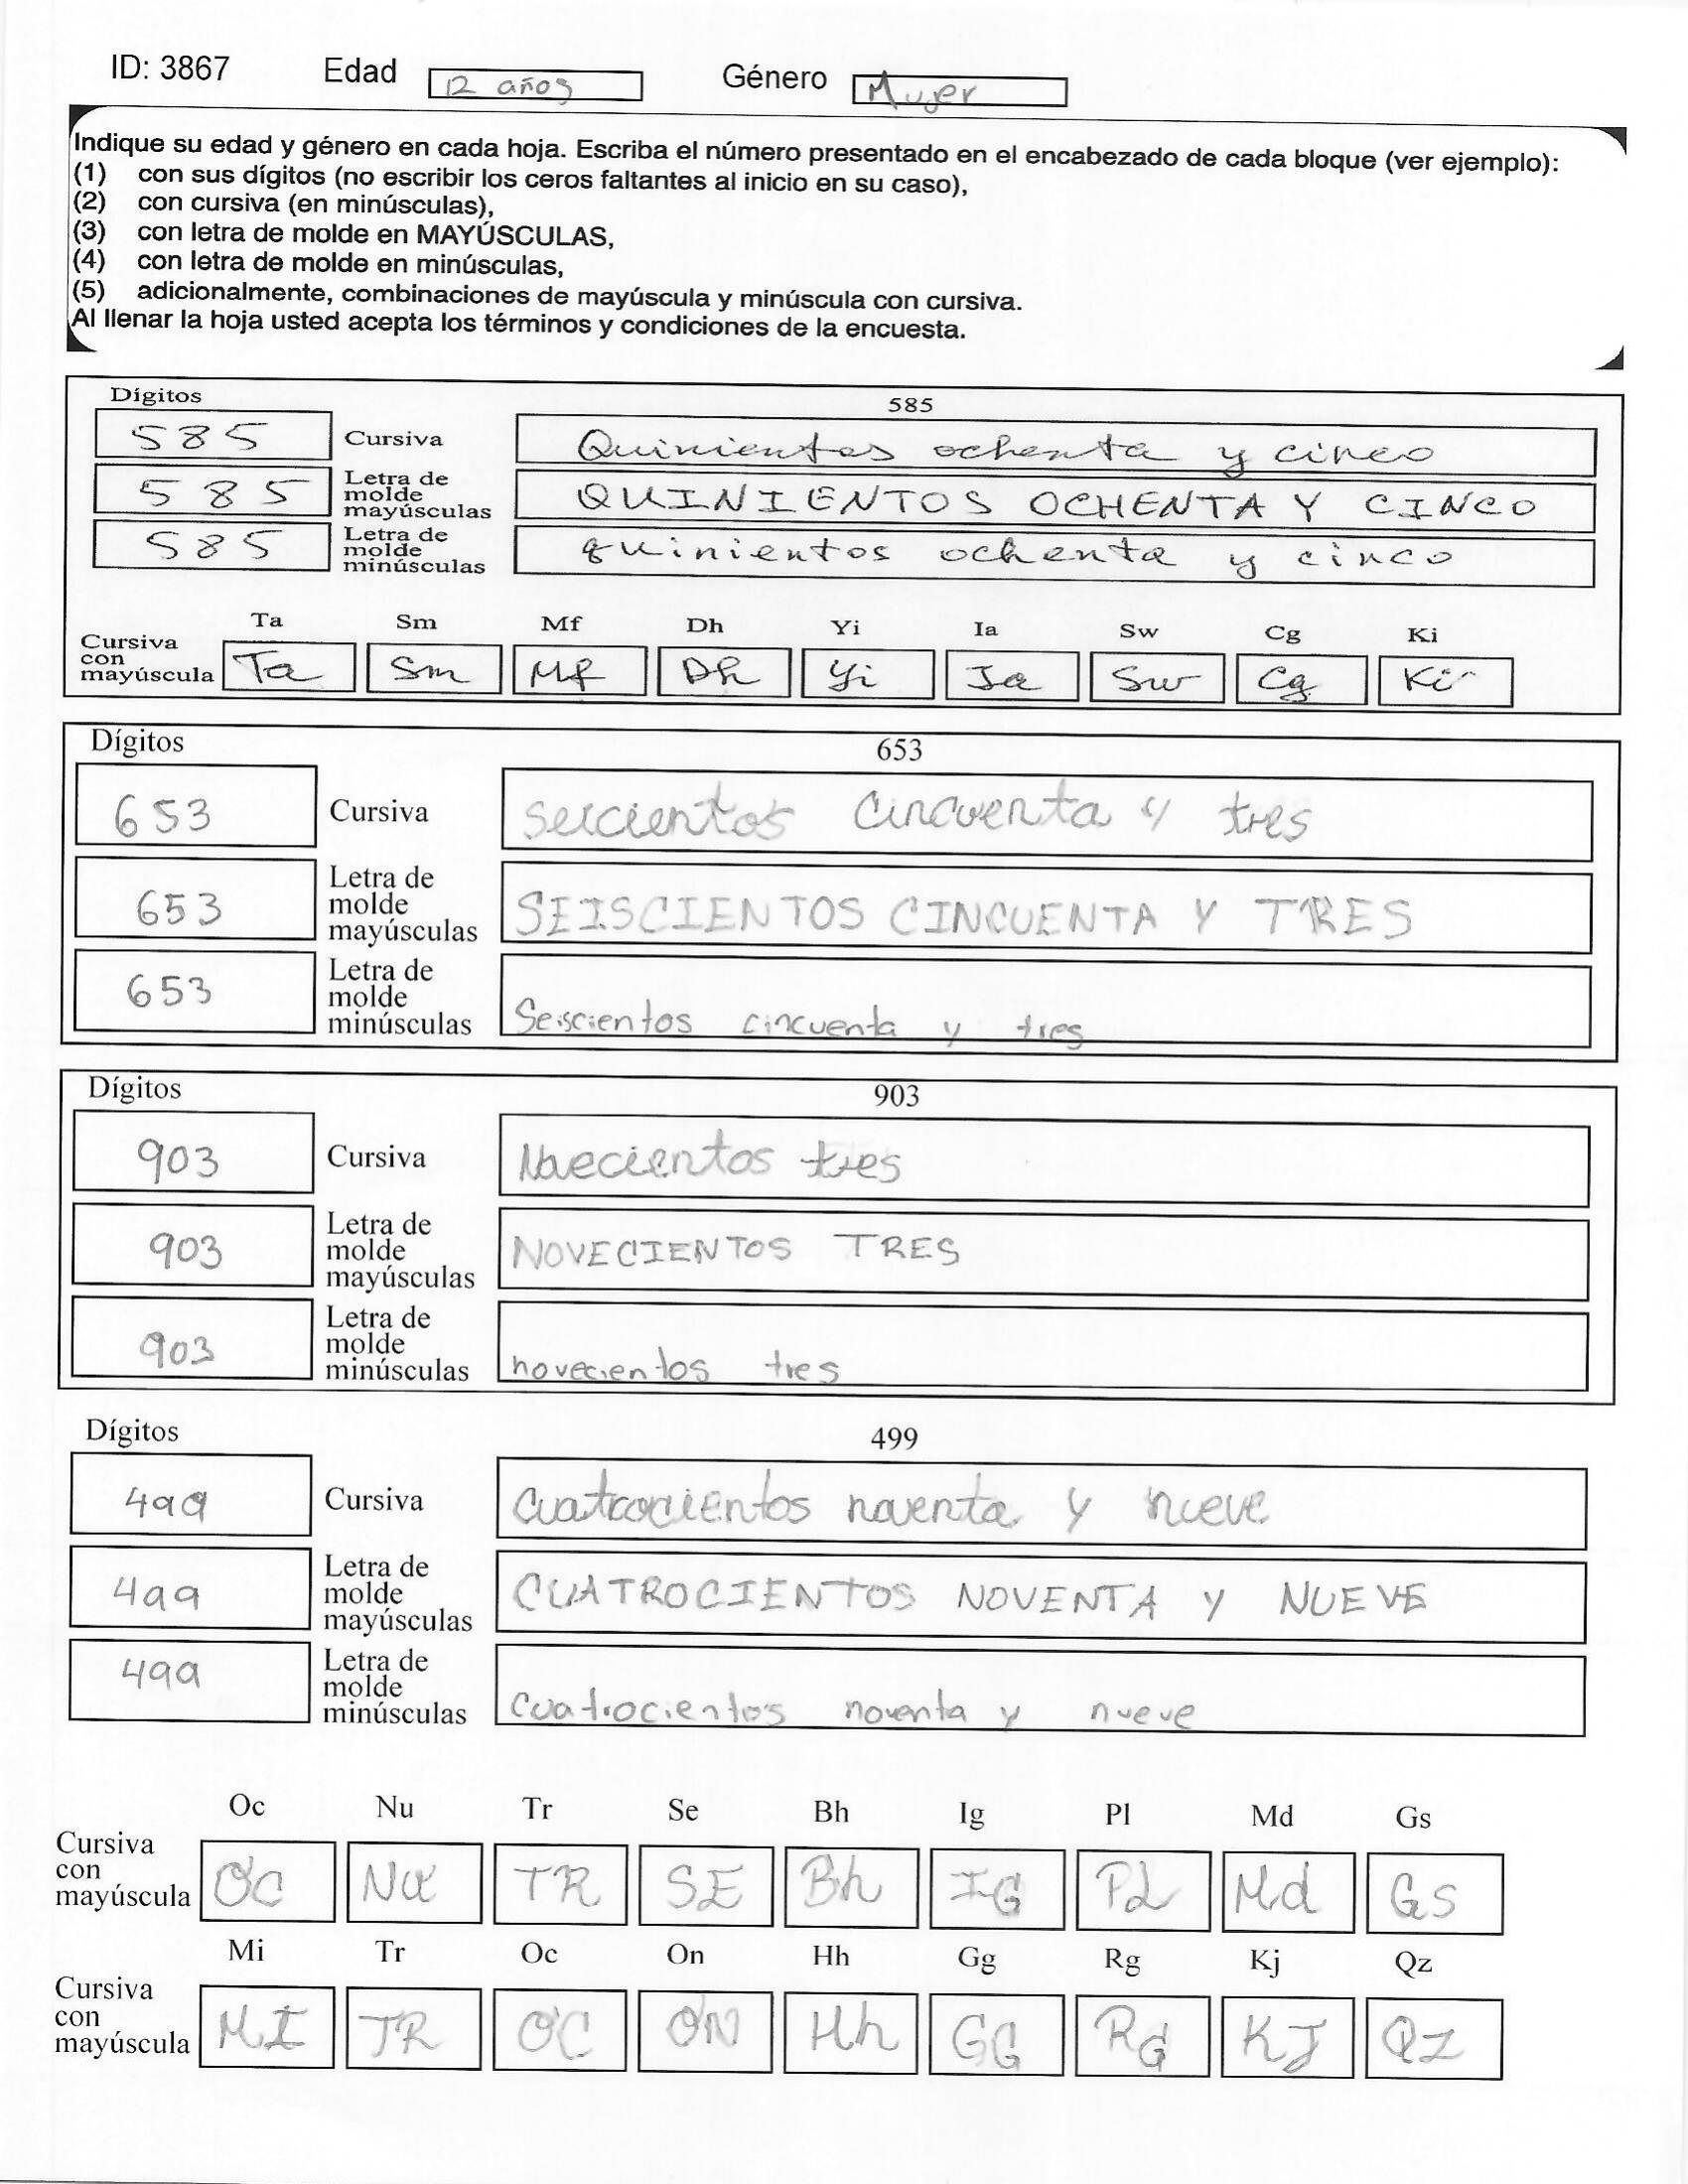 ID: 3867 Edad 12 años Género Mujer
Indique su edad y género en cada hoja. Escriba el número presentado en el encabezado de cada bloque (ver ejemplo):
(1) con sus dígitos (no escribir los ceros faltantes al inicio en su caso),
(2) con cursiva (en minúsculas),
(3) con letra de molde en MAYÚSCULAS,
(4) con letra de molde en minúsculas,
(5) adicionalmente, combinaciones de mayúscula y minúscula con cursiva.
Al llenar la hoja usted acepta los términos y condiciones de la encuesta.
Dígitos 585
585 Cursiva Quinientos ochenta y cinco
585 Letra de molde mayúsculas QUINIENTOS OCHENTA Y CINCO
585 Letra de molde minúsculas quinientos ochenta y cinco
Ta Sm Mf Dh Yi Ia Sw Cg Ki
Cursiva con mayúscula Ta Sm Mf Dh Yi Ia Sw Cg Ki
Dígitos 653
653 Cursiva seicientos cincuenta y tres
653 Letra de molde mayúsculas SEISCIENTOS CINCUENTA Y TRES
653 Letra de molde minúsculas Seiscientos cincuenta y tres
Dígitos 903
903 Cursiva Novecientos tres
903 Letra de molde mayúsculas NOVECIENTOS TRES
903 Letra de molde minúsculas novecientos tres
Dígitos 499
499 Cursiva Cuatrocientos noventa y nueve
499 Letra de molde mayúsculas CUATROCIENTOS NOVENTA y NUEVE
499 Letra de molde minúsculas Cuatrocientos noventa y nueve
Oc Nu Tr Se Bh Ig Pl Md Gs
Cursiva con mayúscula OC NU TR SE Bh IG PL Md GS
Mi Tr Oc On Hh Gg Rg Kj Qz
Cursiva con mayúscula MI TR OC ON Hh GG RG KJ QZ